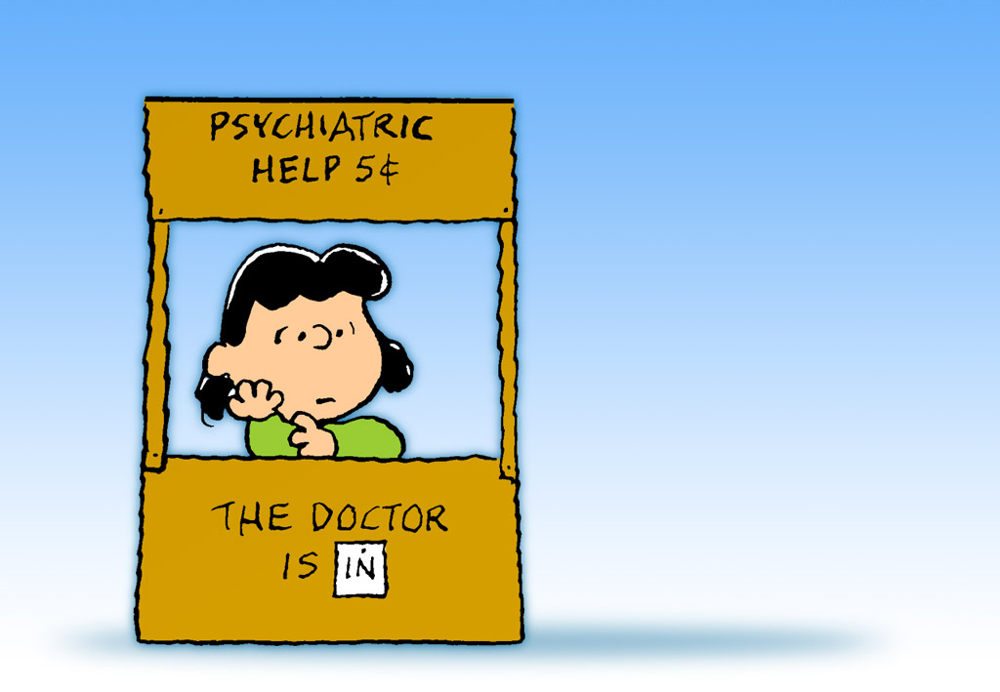 PSYCHIATRIC
HELP 5¢
THE DOCTOR
IS IN